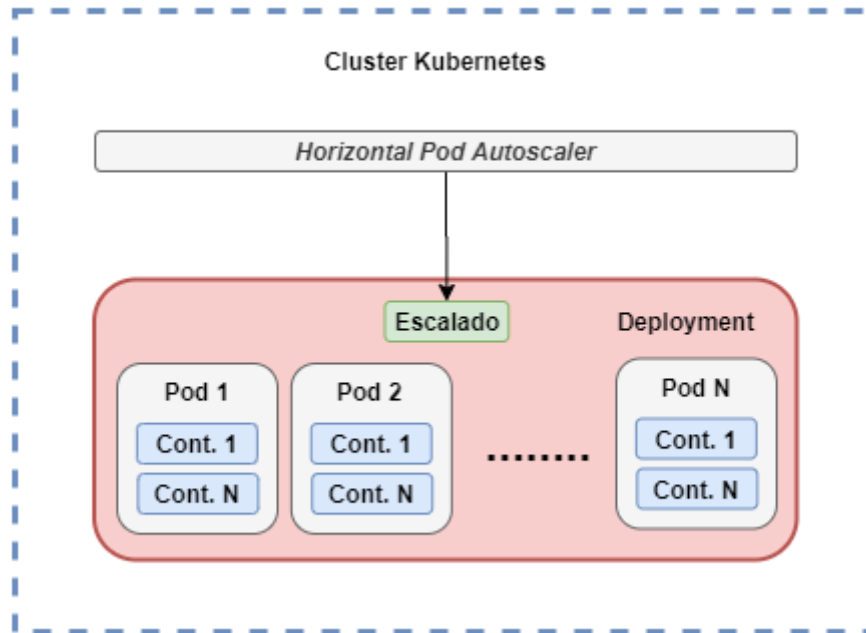 Cluster Kubernetes
Horizontal Pod Autoscaler
Escalado
Deployment
Pod 1
Cont. 1
Cont. N
Pod 2
Cont. 1
Cont. N
........
Pod N
Cont. 1
Cont. N